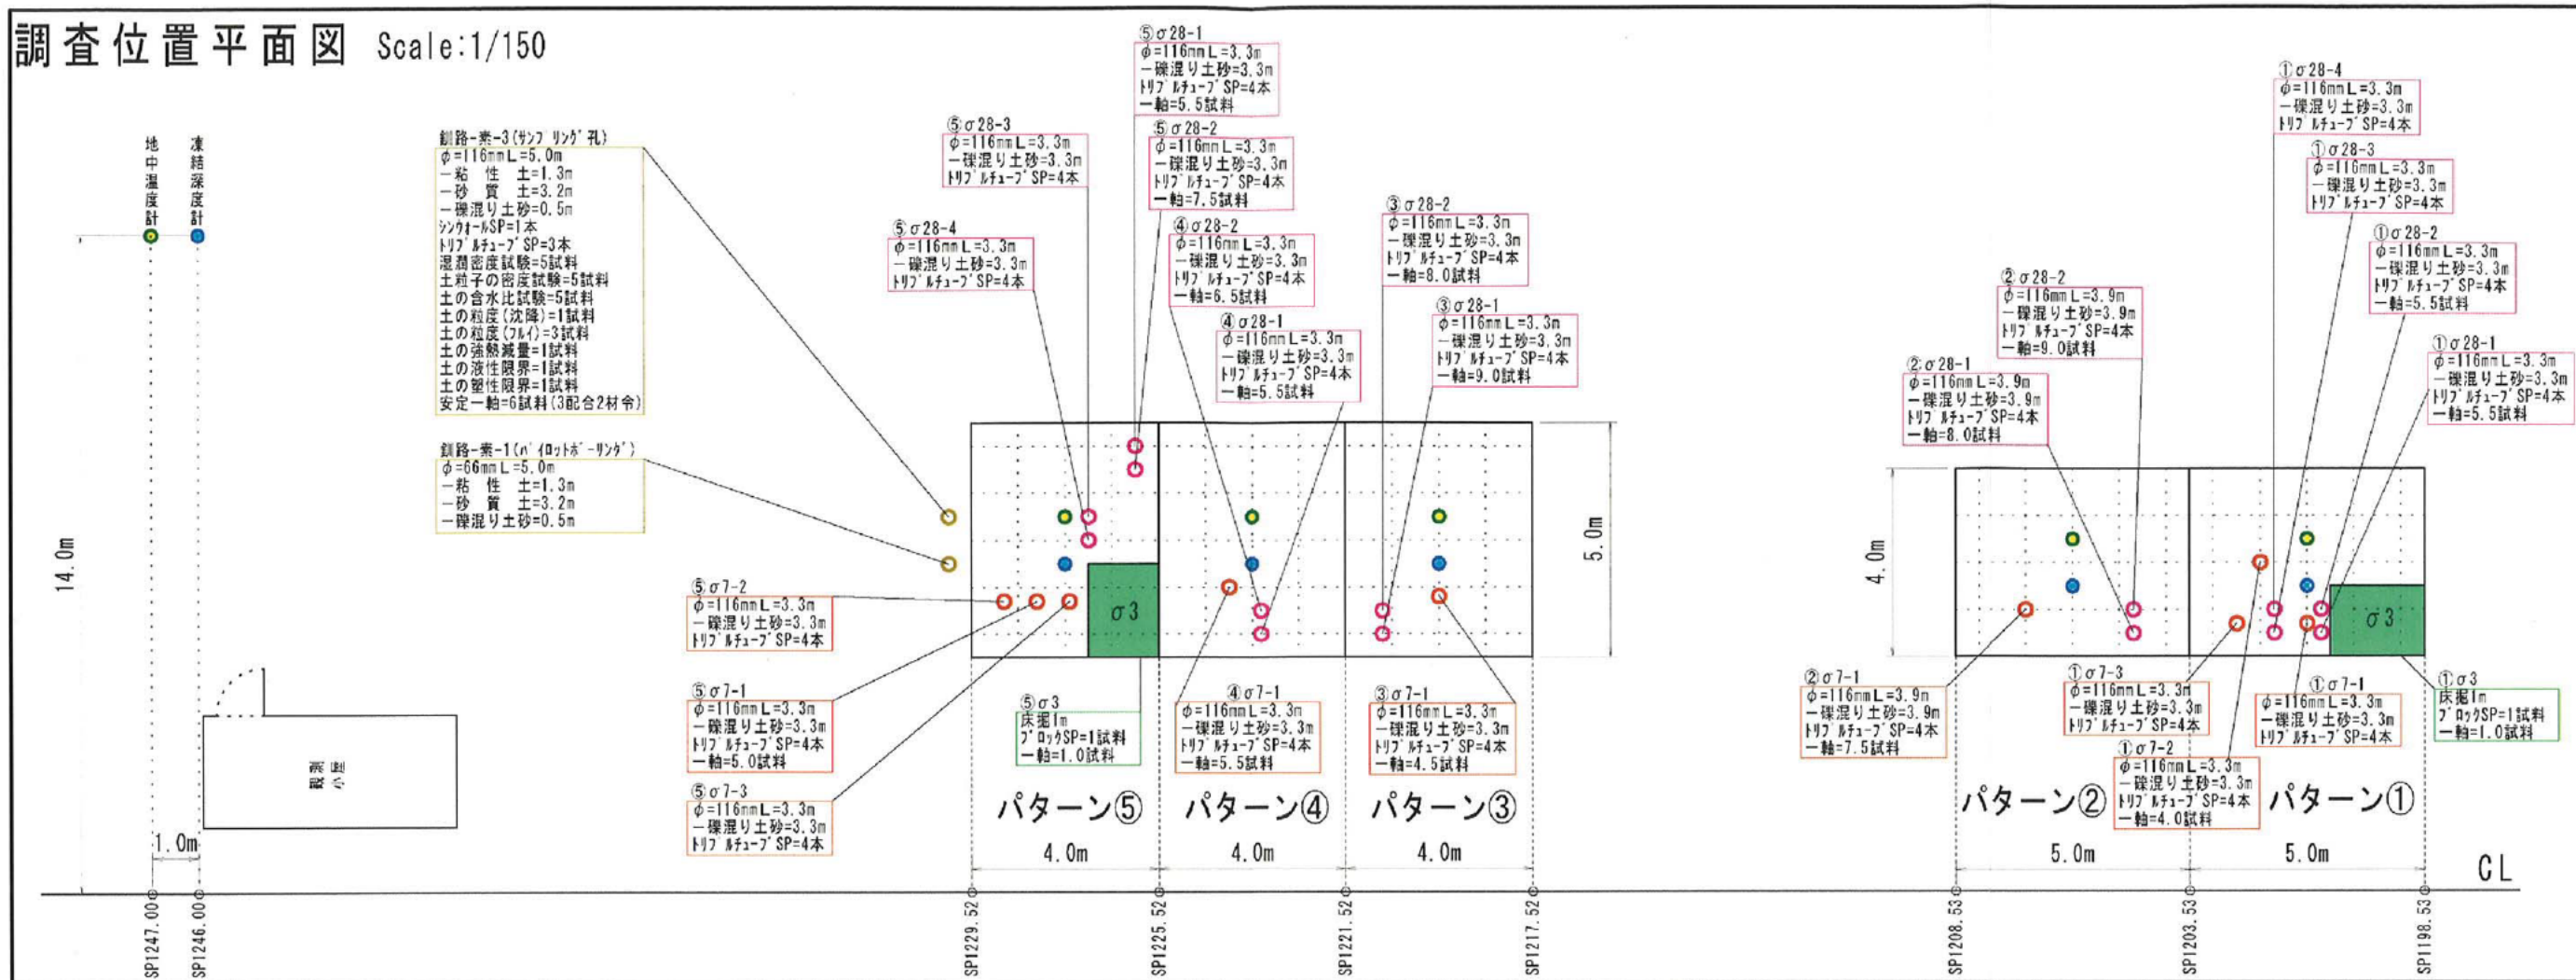 調査位置平面図 Scale:1/150
地中温度計
凍結深度計
14.0m
1.0m
観測小屋
釧路-素-3(サンプリング孔)
φ=116mm L=5.0m
－粘　性　土=1.3m
－砂　質　土=3.2m
－礫混り土砂=0.5m
シンウォールSP=1本
トリプルチューブSP=3本
湿潤密度試験=5試料
土粒子の密度試験=5試料
土の含水比試験=5試料
土の粒度(沈降)=1試料
土の粒度(フルイ)=3試料
土の強熱減量=1試料
土の液性限界=1試料
土の塑性限界=1試料
安定一軸=6試料(3配合2材令)
釧路-素-1(パイロットボーリング)
φ=66mm L=5.0m
－粘　性　土=1.3m
－砂　質　土=3.2m
－礫混り土砂=0.5m
⑤σ28-1
φ=116mm L=3.3m
－礫混り土砂=3.3m
トリプルチューブSP=4本
一軸=5.5試料
⑤σ28-3
φ=116mm L=3.3m
－礫混り土砂=3.3m
トリプルチューブSP=4本
⑤σ28-2
φ=116mm L=3.3m
－礫混り土砂=3.3m
トリプルチューブSP=4本
一軸=7.5試料
⑤σ28-4
φ=116mm L=3.3m
－礫混り土砂=3.3m
トリプルチューブSP=4本
④σ28-2
φ=116mm L=3.3m
－礫混り土砂=3.3m
トリプルチューブSP=4本
一軸=6.5試料
④σ28-1
φ=116mm L=3.3m
－礫混り土砂=3.3m
トリプルチューブSP=4本
一軸=5.5試料
③σ28-2
φ=116mm L=3.3m
－礫混り土砂=3.3m
トリプルチューブSP=4本
一軸=8.0試料
③σ28-1
φ=116mm L=3.3m
－礫混り土砂=3.3m
トリプルチューブSP=4本
一軸=9.0試料
①σ28-4
φ=116mm L=3.3m
－礫混り土砂=3.3m
トリプルチューブSP=4本
①σ28-3
φ=116mm L=3.3m
－礫混り土砂=3.3m
トリプルチューブSP=4本
①σ28-2
φ=116mm L=3.3m
－礫混り土砂=3.3m
トリプルチューブSP=4本
一軸=5.5試料
①σ28-1
φ=116mm L=3.3m
－礫混り土砂=3.3m
トリプルチューブSP=4本
一軸=5.5試料
②σ28-2
φ=116mm L=3.9m
－礫混り土砂=3.9m
トリプルチューブSP=4本
一軸=9.0試料
②σ28-1
φ=116mm L=3.9m
－礫混り土砂=3.9m
トリプルチューブSP=4本
一軸=8.0試料
5.0m
4.0m
σ3
σ3
⑤σ7-2
φ=116mm L=3.3m
－礫混り土砂=3.3m
トリプルチューブSP=4本
⑤σ7-1
φ=116mm L=3.3m
－礫混り土砂=3.3m
トリプルチューブSP=4本
一軸=5.0試料
⑤σ7-3
φ=116mm L=3.3m
－礫混り土砂=3.3m
トリプルチューブSP=4本
⑤σ3
床掘1m
ブロックSP=1試料
一軸=1.0試料
④σ7-1
φ=116mm L=3.3m
－礫混り土砂=3.3m
トリプルチューブSP=4本
一軸=5.5試料
③σ7-1
φ=116mm L=3.3m
－礫混り土砂=3.3m
トリプルチューブSP=4本
一軸=4.5試料
②σ7-1
φ=116mm L=3.9m
－礫混り土砂=3.9m
トリプルチューブSP=4本
一軸=7.5試料
①σ7-3
φ=116mm L=3.3m
－礫混り土砂=3.3m
トリプルチューブSP=4本
①σ7-2
φ=116mm L=3.3m
－礫混り土砂=3.3m
トリプルチューブSP=4本
一軸=4.0試料
①σ7-1
φ=116mm L=3.3m
－礫混り土砂=3.3m
トリプルチューブSP=4本
①σ3
床掘1m
ブロックSP=1試料
一軸=1.0試料
パターン⑤ パターン④ パターン③ パターン② パターン①
4.0m 4.0m 4.0m 5.0m 5.0m
CL
SP1247.00
SP1246.00
SP1229.52
SP1225.52
SP1221.52
SP1217.52
SP1208.53
SP1203.53
SP1198.53